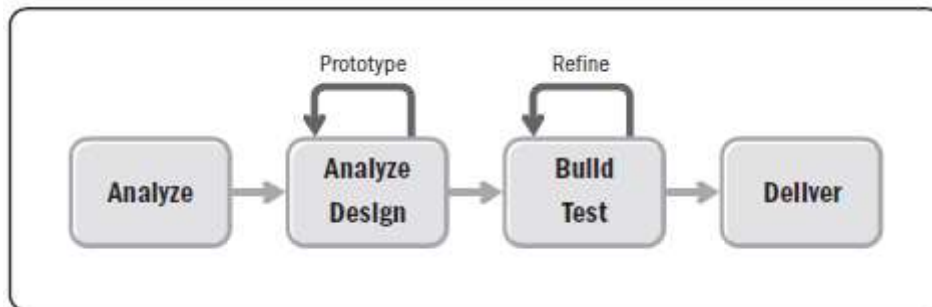 Prototype
Refine
Analyze
Analyze
Design
Build
Test
Deliver